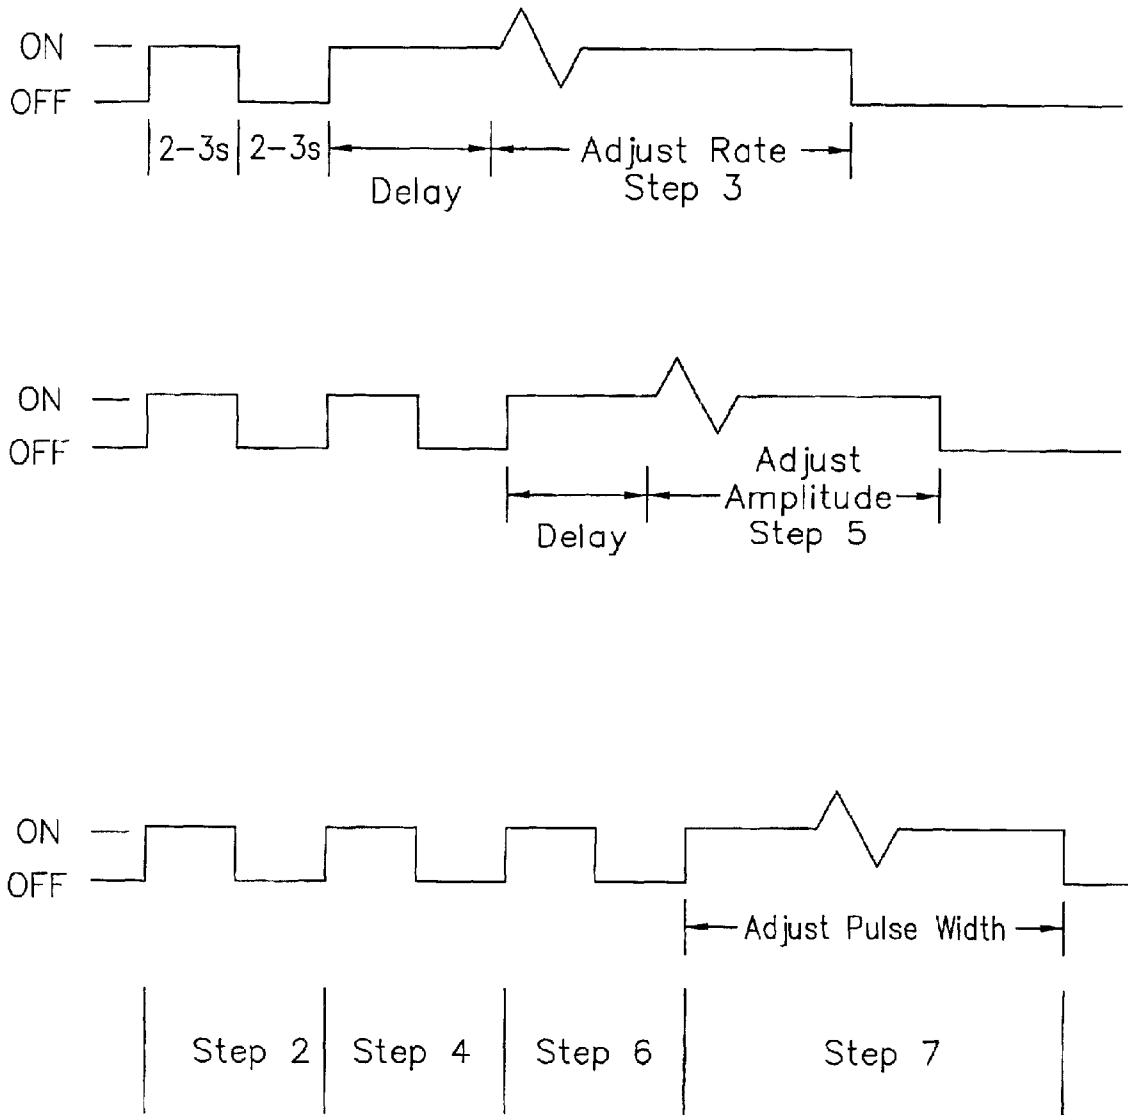 ON
OFF
2-3s 2-3s Adjust Rate
Delay Step 3
ON
OFF
Adjust
Amplitude
Delay Step 5
ON
OFF
Adjust Pulse Width
Step 2 Step 4 Step 6 Step 7